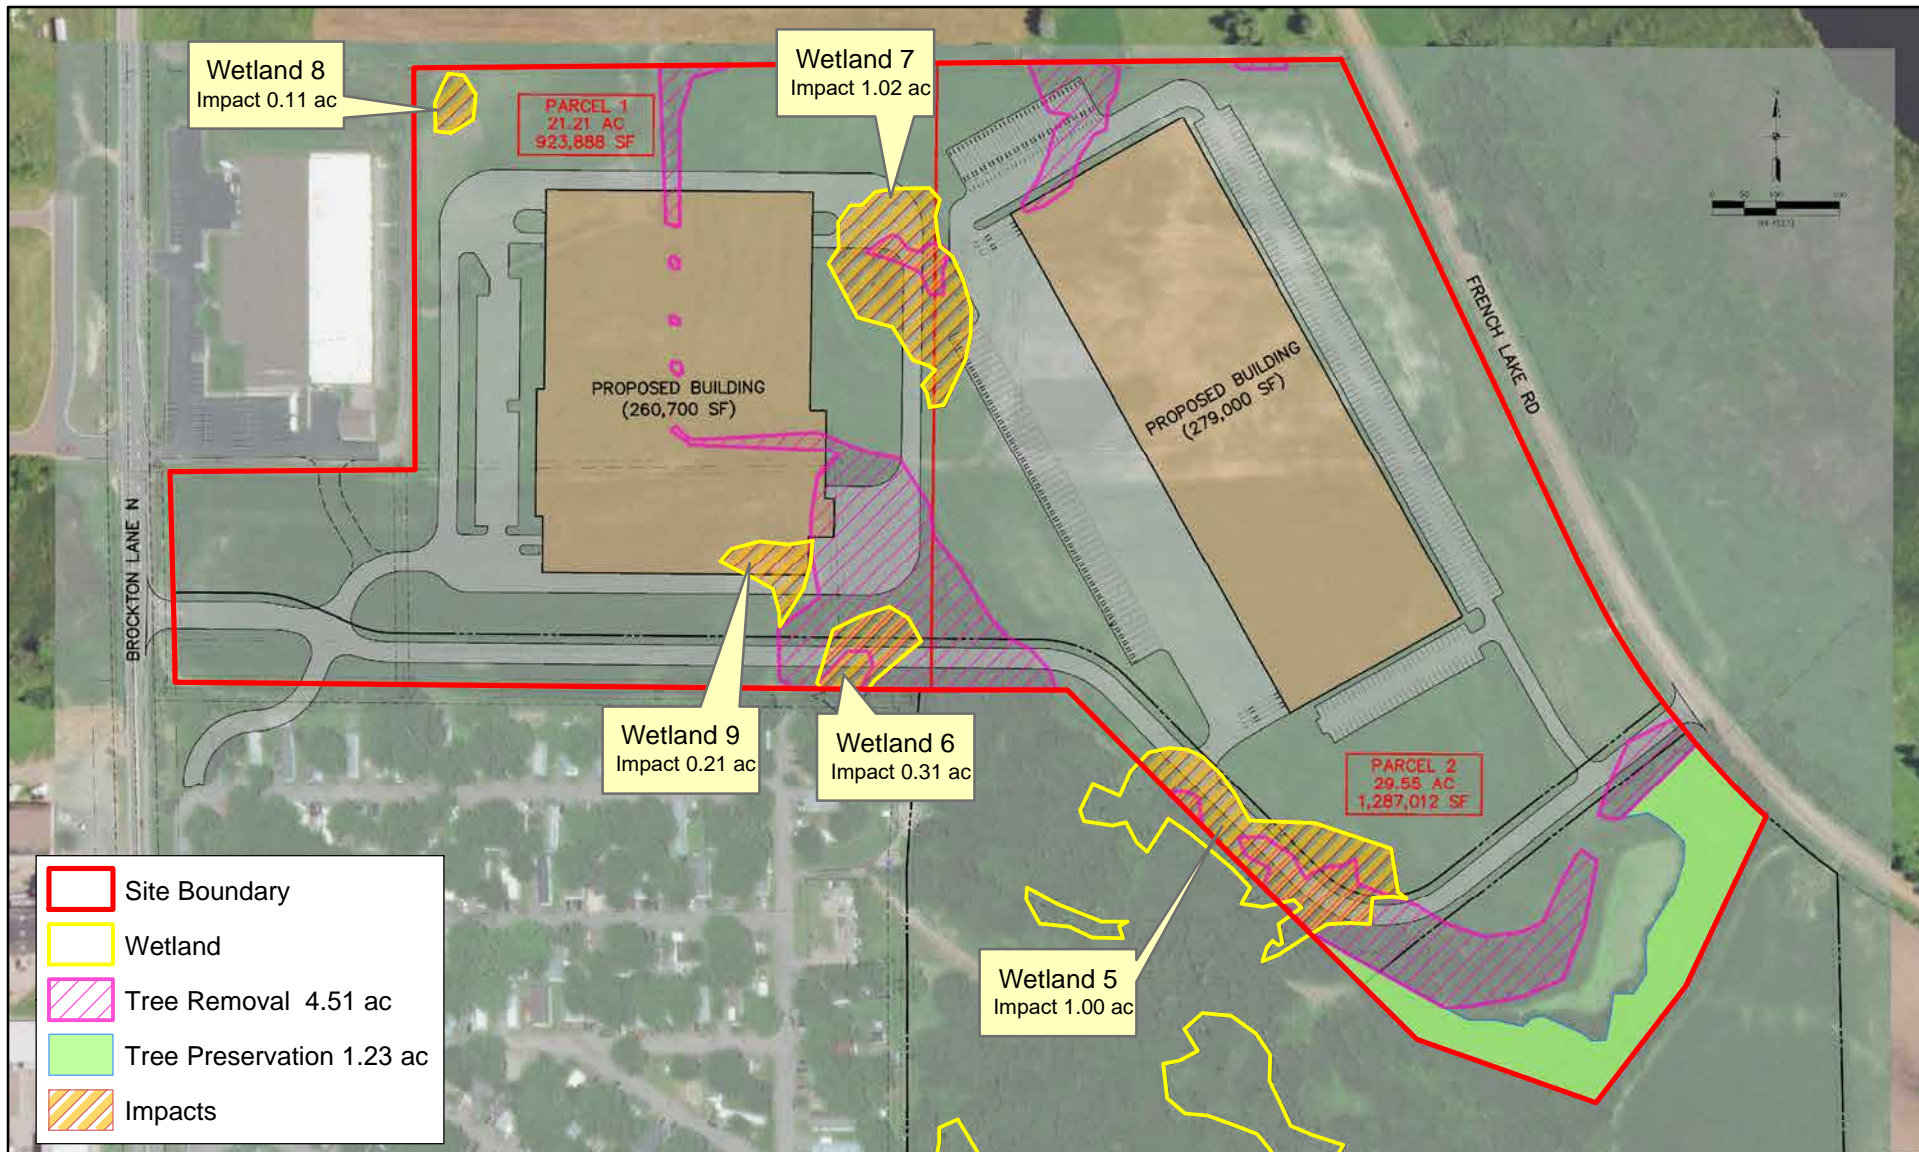 Wetland 8
Impact 0.11 ac
Wetland 7
Impact 1.02 ac
PARCEL 1
21.21 AC
923,888 SF
PROPOSED BUILDING
(260,700 SF)
PROPOSED BUILDING
(279,000 SF)
FRENCH LAKE RD
BROCKTON LANE N
Wetland 9
Impact 0.21 ac
Wetland 6
Impact 0.31 ac
PARCEL 2
29.55 AC
1,287,012 SF
Wetland 5
Impact 1.00 ac
Site Boundary
Wetland
Tree Removal 4.51 ac
Tree Preservation 1.23 ac
Impacts